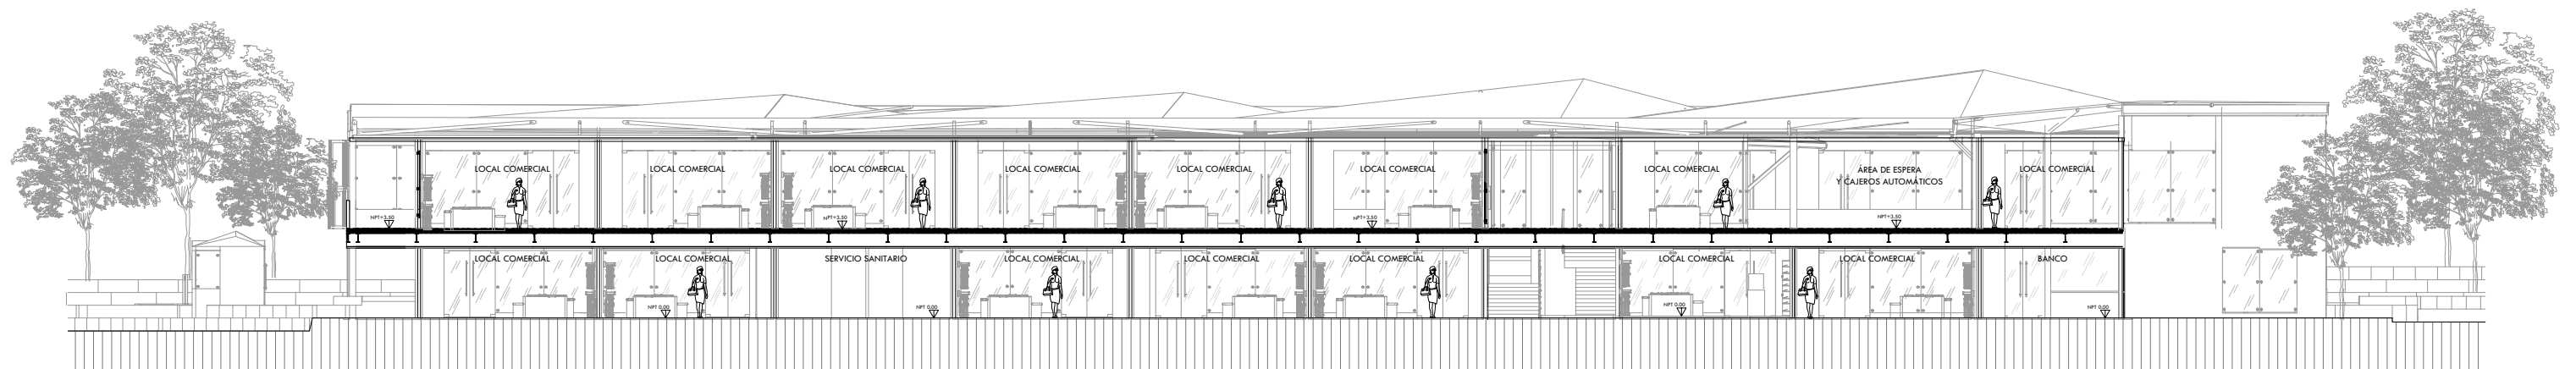 LOCAL COMERCIAL
LOCAL COMERCIAL
LOCAL COMERCIAL
LOCAL COMERCIAL
LOCAL COMERCIAL
LOCAL COMERCIAL
LOCAL COMERCIAL
ÁREA DE ESPERA
Y CAJEROS AUTOMÁTICOS
LOCAL COMERCIAL
NPT+3.50
NPT+3.50
NPT+3.50
NPT+3.50
LOCAL COMERCIAL
LOCAL COMERCIAL
SERVICIO SANITARIO
LOCAL COMERCIAL
LOCAL COMERCIAL
LOCAL COMERCIAL
LOCAL COMERCIAL
LOCAL COMERCIAL
BANCO
NPT 0.00
NPT 0.00
NPT 0.00
NPT 0.00